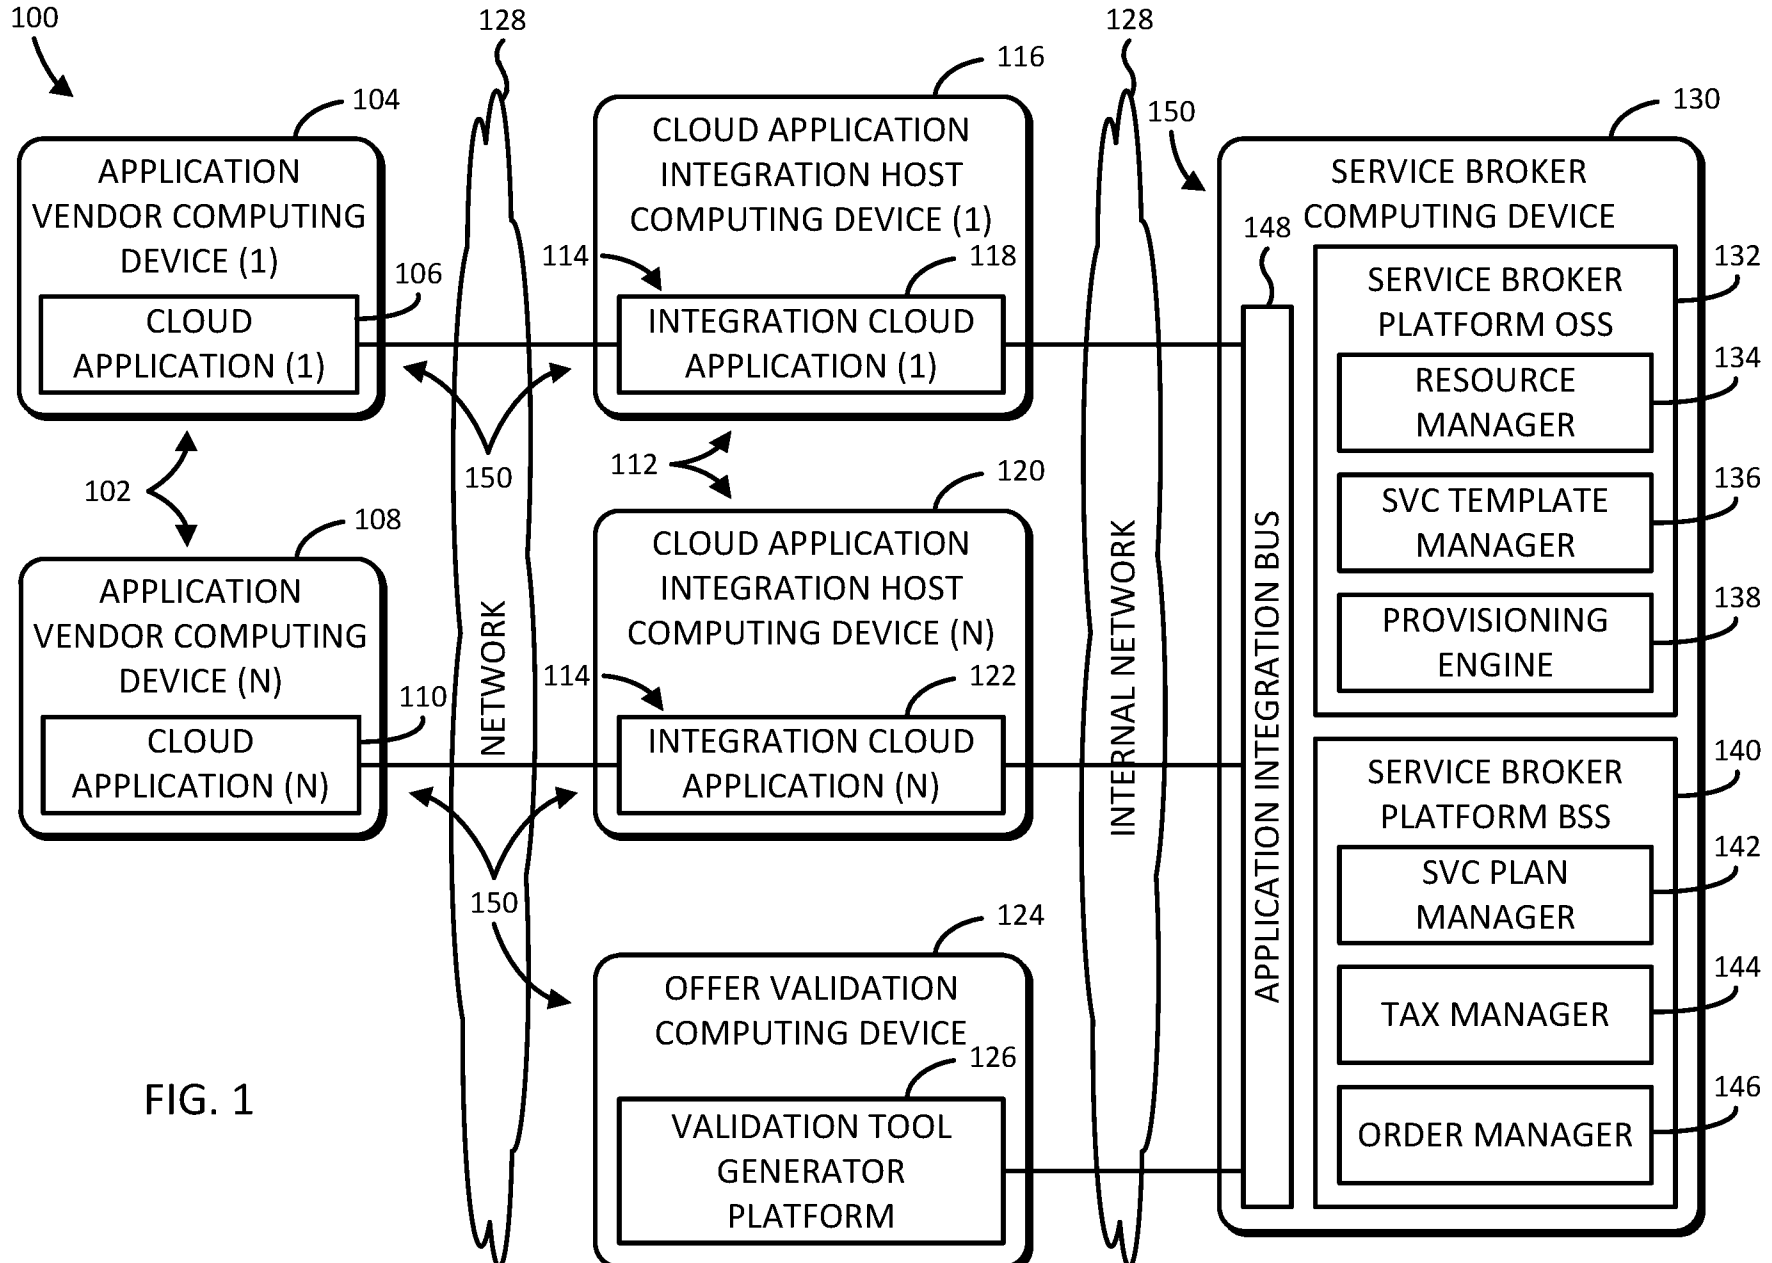 100
128
128
116
104
150
130
APPLICATION
VENDOR COMPUTING
DEVICE (1)
106
CLOUD
APPLICATION (1)
CLOUD APPLICATION
INTEGRATION HOST
COMPUTING DEVICE (1)
114
118
INTEGRATION CLOUD
APPLICATION (1)
150
102
112
120
108
APPLICATION
VENDOR COMPUTING
DEVICE (N)
110
CLOUD
APPLICATION (N)
NETWORK
CLOUD APPLICATION
INTEGRATION HOST
COMPUTING DEVICE (N)
114
122
INTEGRATION CLOUD
APPLICATION (N)
150
124
OFFER VALIDATION
COMPUTING DEVICE
126
VALIDATION TOOL
GENERATOR
PLATFORM
INTERNAL NETWORK
SERVICE BROKER
COMPUTING DEVICE
148
APPLICATION INTEGRATION BUS
132
SERVICE BROKER
PLATFORM OSS
134
RESOURCE
MANAGER
136
SVC TEMPLATE
MANAGER
138
PROVISIONING
ENGINE
140
SERVICE BROKER
PLATFORM BSS
142
SVC PLAN
MANAGER
144
TAX MANAGER
146
ORDER MANAGER
FIG. 1